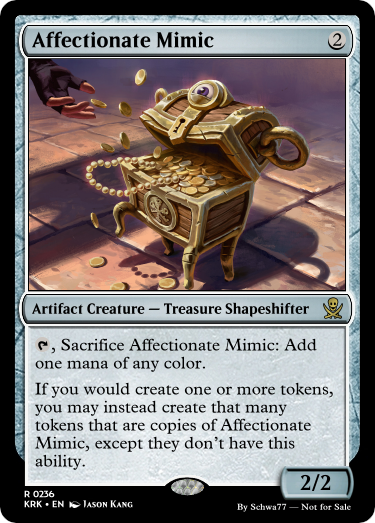 Affectionate Mimic 2
Artifact Creature — Treasure Shapeshifter
, Sacrifice Affectionate Mimic: Add
one mana of any color.
If you would create one or more tokens,
you may instead create that many
tokens that are copies of Affectionate
Mimic, except they don't have this
ability.
2/2
R 0236
KRK • EN Jason Kang
By Schwa77 — Not for Sale